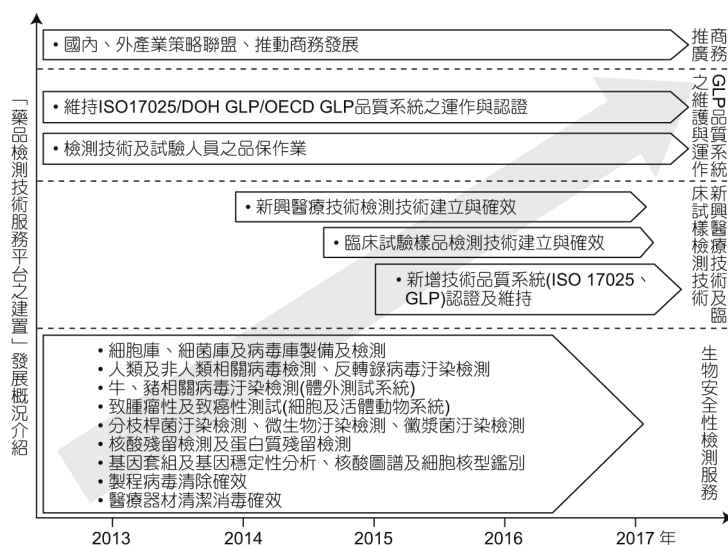 「藥品檢測技術服務平台之建置」發展概況介紹
• 國內、外產業策略聯盟、推動商務發展
商務
推廣
• 維持ISO17025/DOH GLP/OECD GLP品質系統之運作與認證
• 檢測技術及試驗人員之品保作業
GLP品質系統
之維護與運作
• 新興醫療技術檢測技術建立與確效
• 臨床試驗樣品檢測技術建立與確效
• 新增技術品質系統(ISO 17025、
GLP)認證及維持
新興醫療技術及臨
床試樣檢測技術
• 細胞庫、細菌庫及病毒庫製備及檢測
• 人類及非人類相關病毒檢測、反轉錄病毒汙染檢測
• 牛、豬相關病毒汙染檢測(體外測試系統)
• 致腫瘤性及致癌性測試(細胞及活體動物系統)
• 分枝桿菌汙染檢測、微生物汙染檢測、黴漿菌汙染檢測
• 核酸殘留檢測及蛋白質殘留檢測
• 基因套組及基因穩定性分析、核酸圖譜及細胞核型鑑別
• 製程病毒清除確效
• 醫療器材清潔消毒確效
生物安全性檢測服務
2013 2014 2015 2016 2017 年